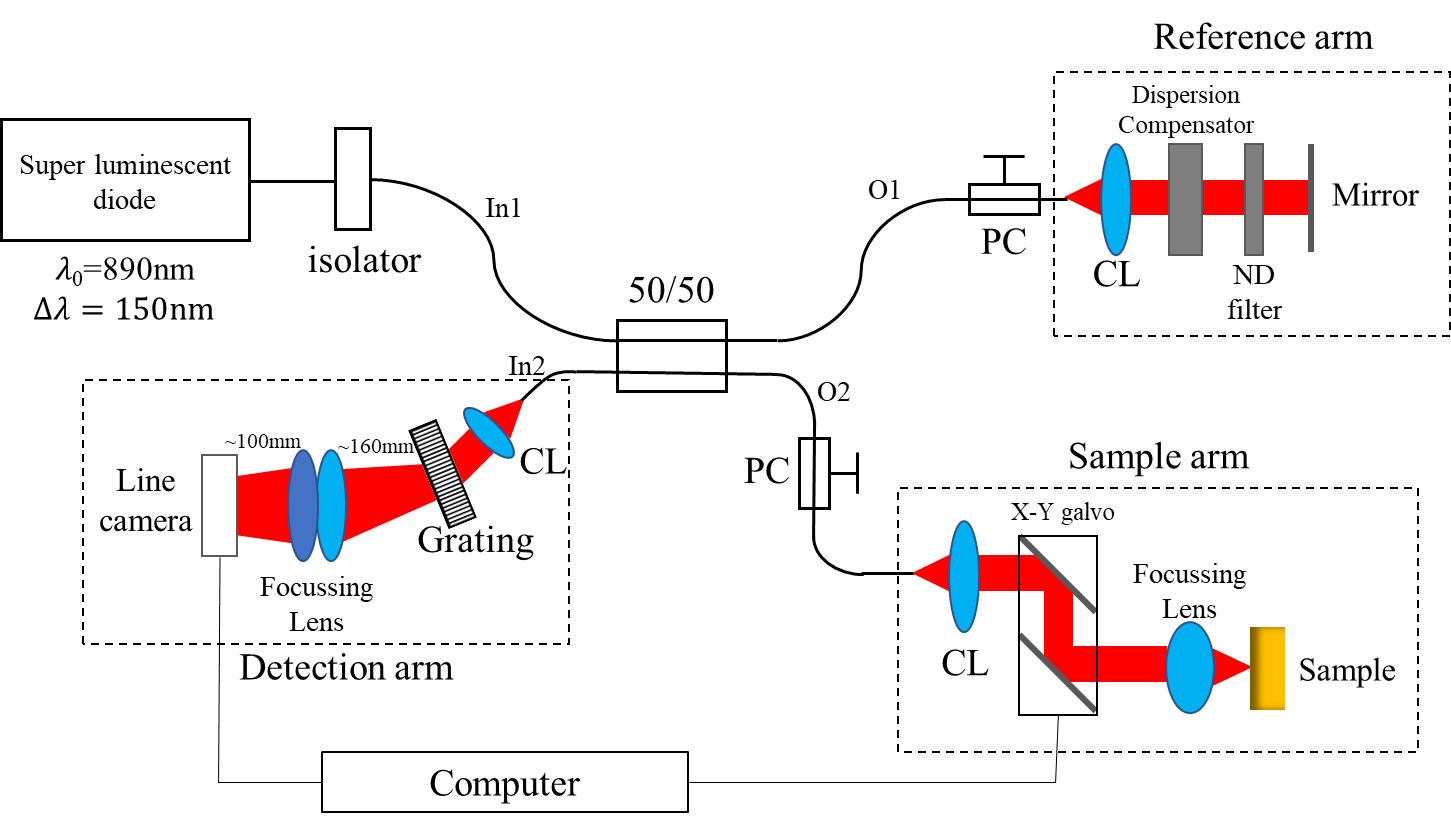 Reference arm
Dispersion
Compensator
Mirror
CL
ND
filter
PC
O1
Super luminescent
diode
λ0=890nm
Δλ = 150nm
isolator
In1
50/50
In2
O2
PC
~100mm
~160mm
Line
camera
CL
Grating
Focussing
Lens
Detection arm
Sample arm
X-Y galvo
Focussing
Lens
CL
Sample
Computer